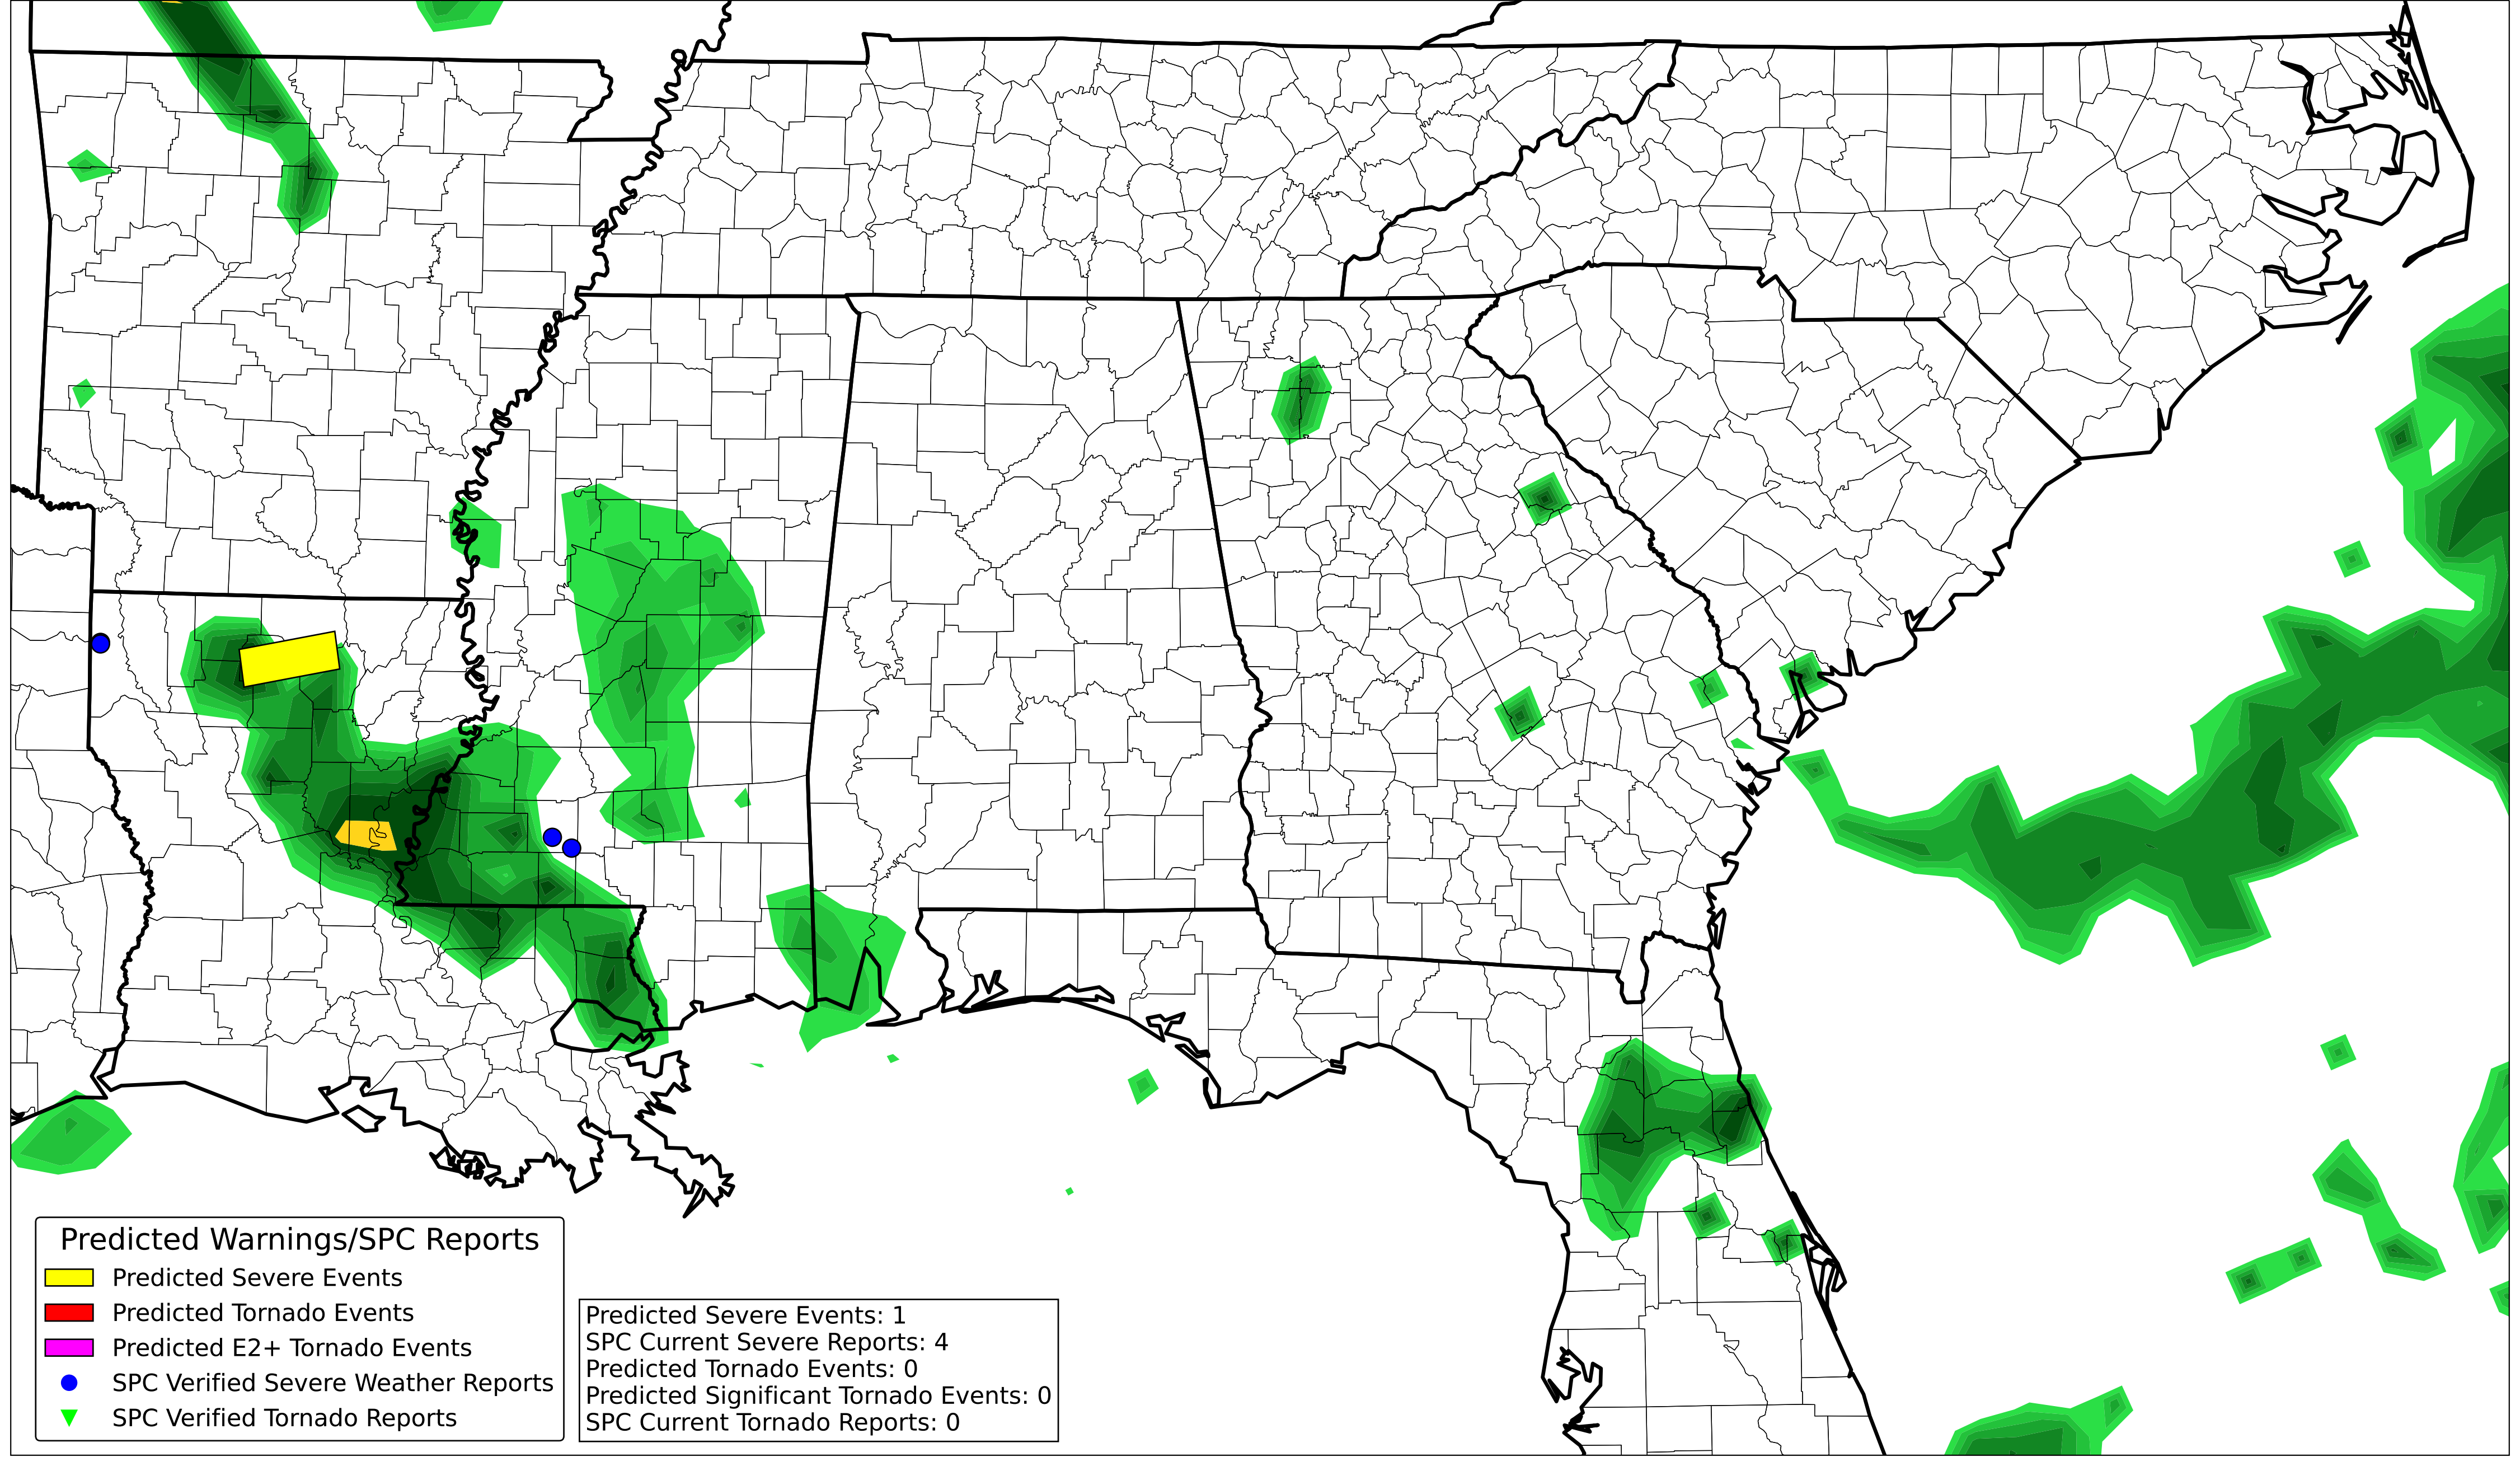 Predicted Warnings/SPC Reports
Predicted Severe Events
Predicted Tornado Events
Predicted E2+ Tornado Events
SPC Verified Severe Weather Reports
SPC Verified Tornado Reports
Predicted Severe Events: 1
SPC Current Severe Reports: 4
Predicted Tornado Events: 0
Predicted Significant Tornado Events: 0
SPC Current Tornado Reports: 0